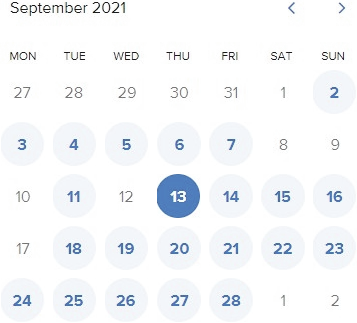 September 2021
MON TUE WED THU FRI SAT SUN
27 28 29 30 31 1 2
3 4 5 6 7 8 9
10 11 12 13 14 15 16
17 18 19 20 21 22 23
24 25 26 27 28 1 2